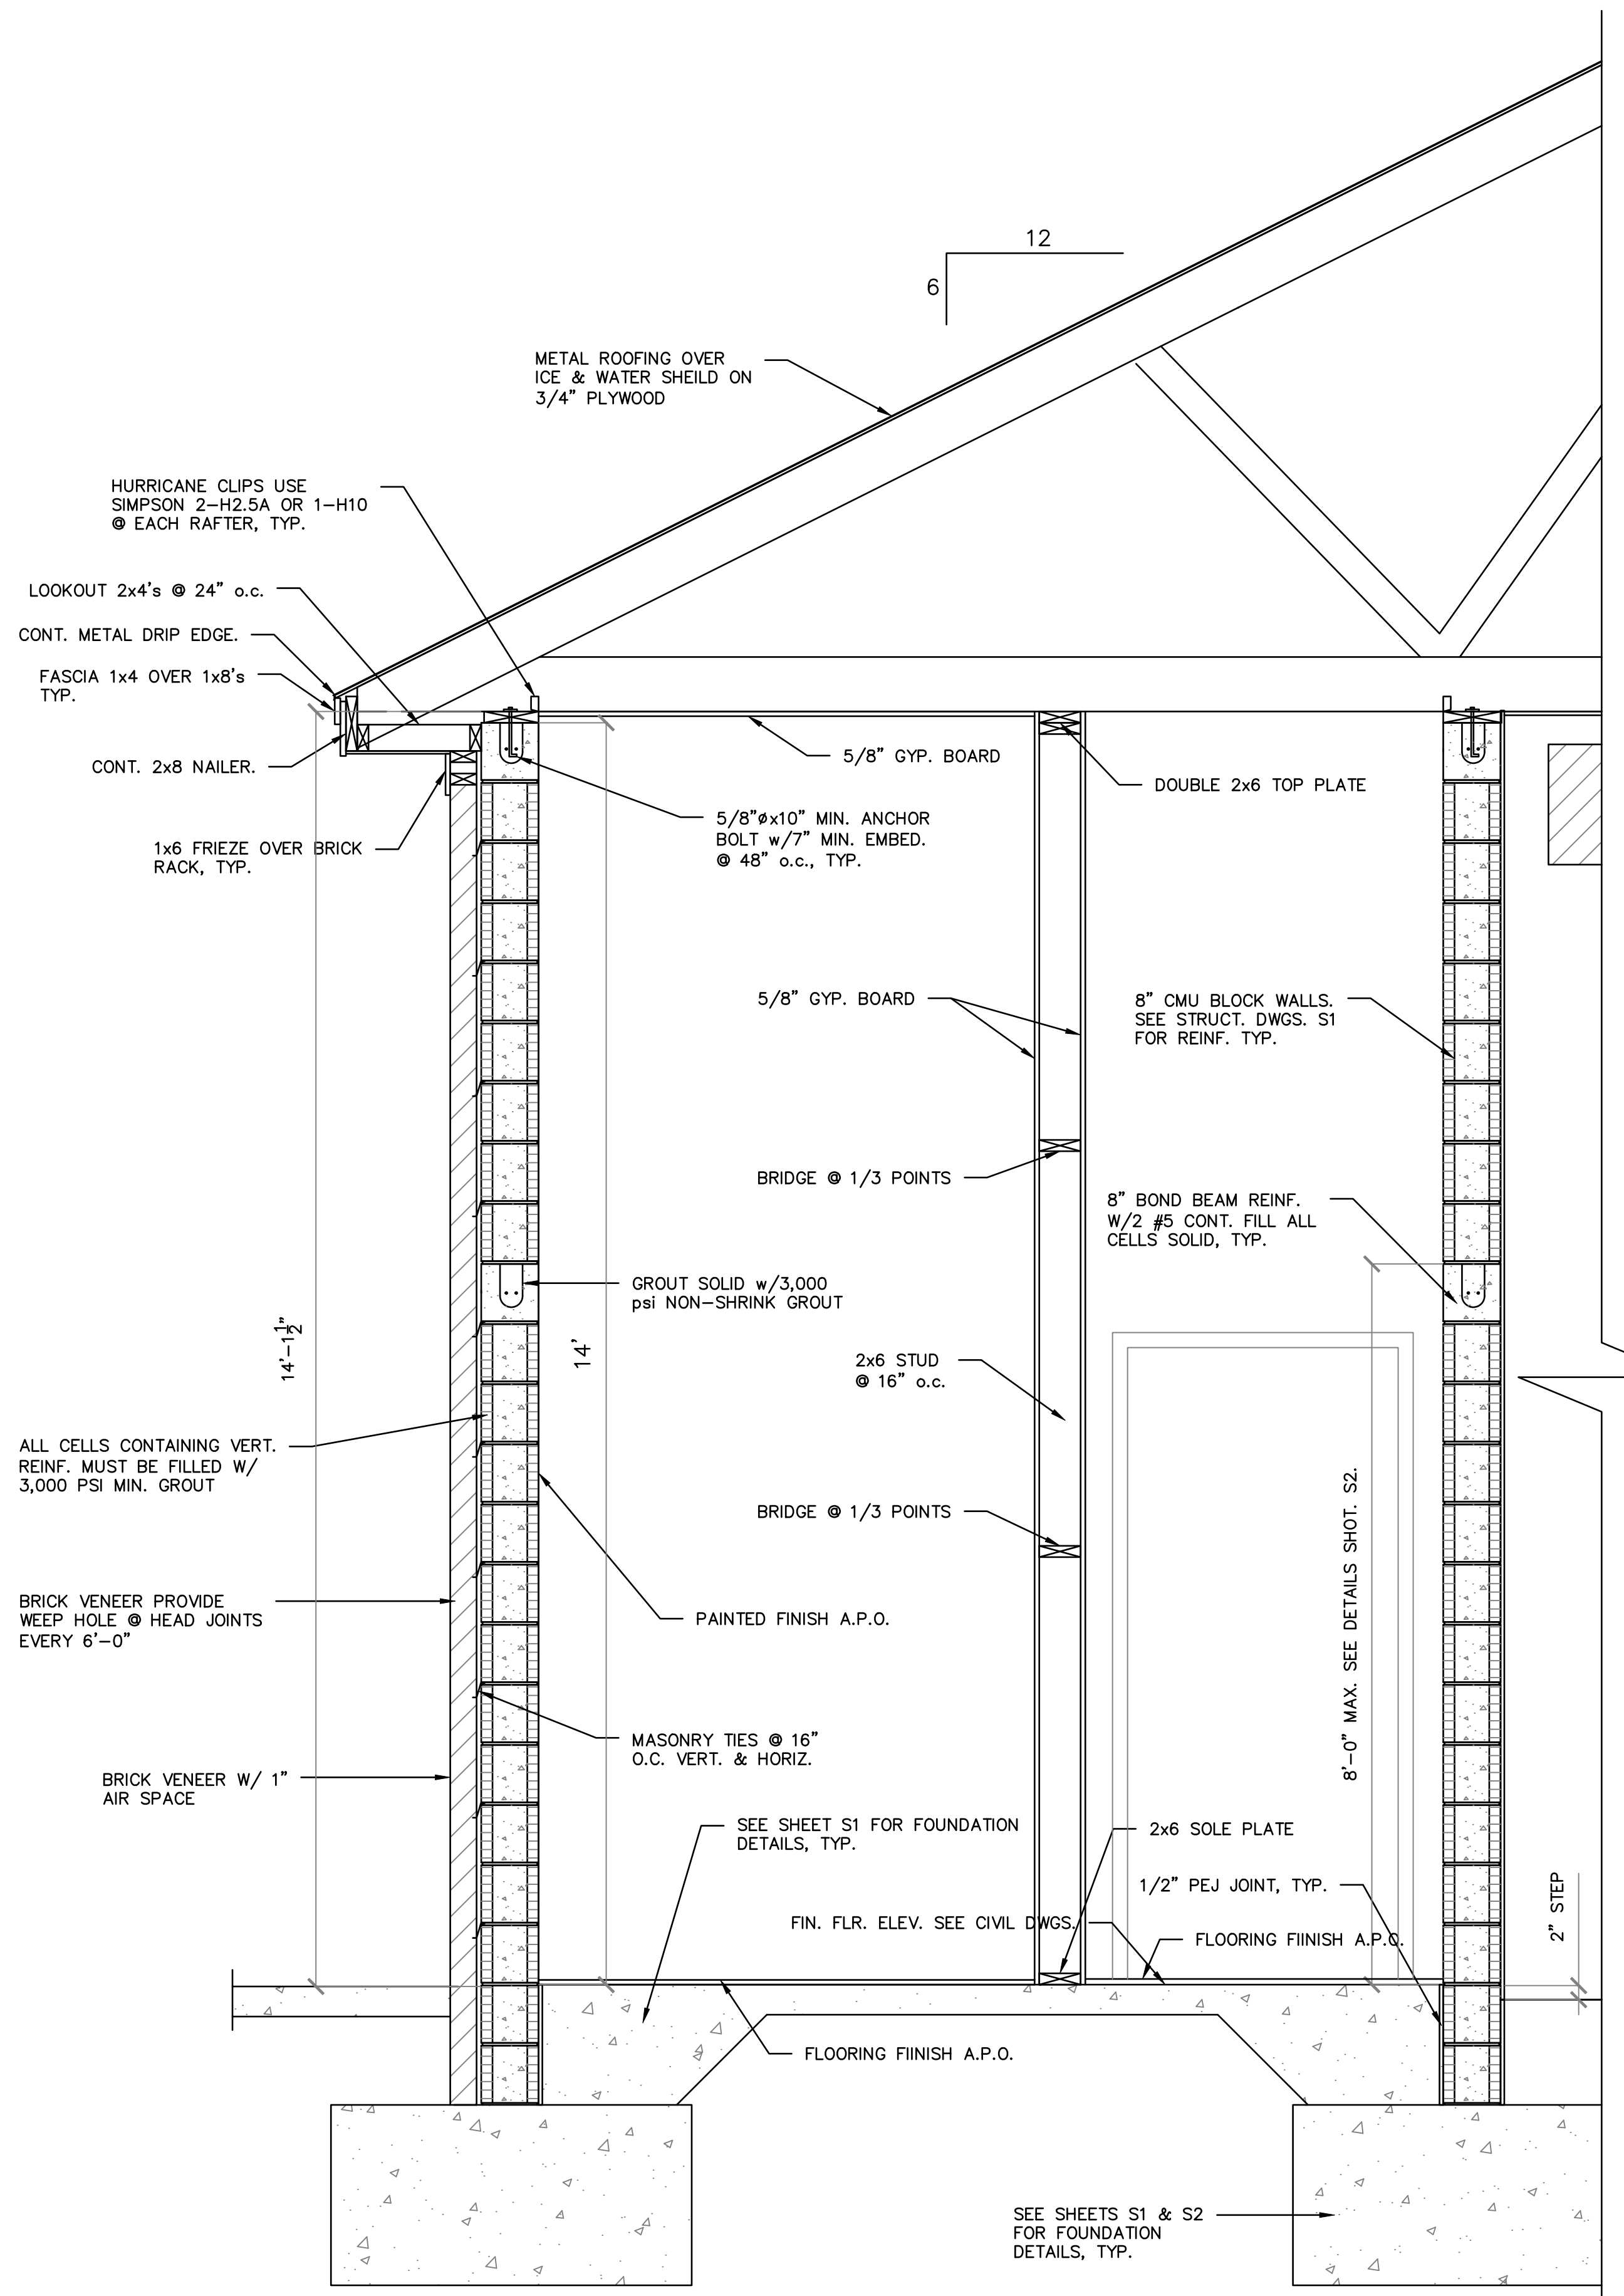 12
6
METAL ROOFING OVER
ICE & WATER SHEILD ON
3/4" PLYWOOD
HURRICANE CLIPS USE
SIMPSON 2-H2.5A OR 1-H10
@ EACH RAFTER, TYP.
LOOKOUT 2x4's @ 24" o.c.
CONT. METAL DRIP EDGE.
FASCIA 1x4 OVER 1x8's
TYP.
CONT. 2x8 NAILER.
5/8" GYP. BOARD
DOUBLE 2x6 TOP PLATE
5/8"øx10" MIN. ANCHOR
BOLT w/7" MIN. EMBED.
@ 48" o.c., TYP.
1x6 FRIEZE OVER BRICK
RACK, TYP.
5/8" GYP. BOARD
8" CMU BLOCK WALLS.
SEE STRUCT. DWGS. S1
FOR REINF. TYP.
BRIDGE @ 1/3 POINTS
8" BOND BEAM REINF.
W/2 #5 CONT. FILL ALL
CELLS SOLID, TYP.
GROUT SOLID w/3,000
psi NON-SHRINK GROUT
14'-1 1/2"
14'
2x6 STUD
@ 16" o.c.
ALL CELLS CONTAINING VERT.
REINF. MUST BE FILLED W/
3,000 PSI MIN. GROUT
BRIDGE @ 1/3 POINTS
8'-0" MAX. SEE DETAILS SHOT. S2.
BRICK VENEER PROVIDE
WEEP HOLE @ HEAD JOINTS
EVERY 6'-0"
PAINTED FINISH A.P.O.
MASONRY TIES @ 16"
O.C. VERT. & HORIZ.
BRICK VENEER W/ 1"
AIR SPACE
SEE SHEET S1 FOR FOUNDATION
DETAILS, TYP.
2x6 SOLE PLATE
1/2" PEJ JOINT, TYP.
2" STEP
FIN. FLR. ELEV. SEE CIVIL DWGS.
FLOORING FIINISH A.P.O.
FLOORING FIINISH A.P.O.
SEE SHEETS S1 & S2
FOR FOUNDATION
DETAILS, TYP.